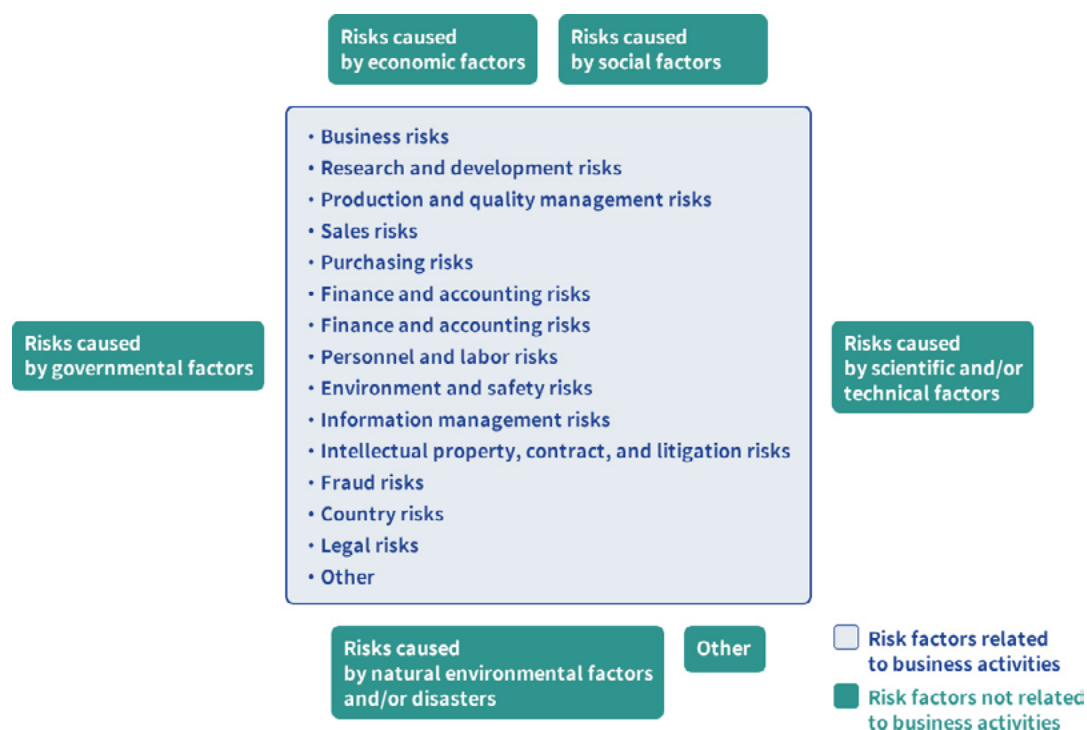 Risks caused
by economic factors
Risks caused
by social factors
• Business risks
• Research and development risks
• Production and quality management risks
• Sales risks
• Purchasing risks
• Finance and accounting risks
• Finance and accounting risks
• Personnel and labor risks
• Environment and safety risks
• Information management risks
• Intellectual property, contract, and litigation risks
• Fraud risks
• Country risks
• Legal risks
• Other
Risks caused
by governmental factors
Risks caused
by scientific and/or
technical factors
Risks caused
by natural environmental factors
and/or disasters
Other
Risk factors related
to business activities
Risk factors not related
to business activities